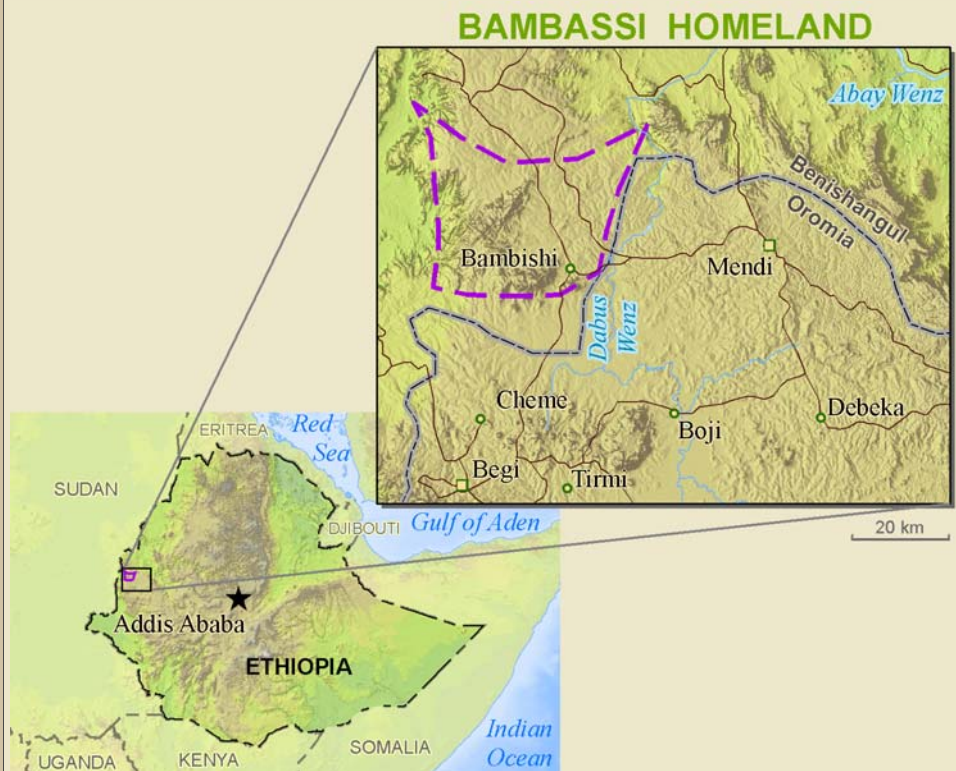 BAMBASSI HOMELAND
Abay Wenz
Benishangul-
Oromia
Bambishi
Mendi
Dabus
Wenz
Cheme
Debeka
Boji
Begi
Tirmi
20 km
ERITREA
Red
Sea
SUDAN
DJIBOUTI
Gulf of Aden
Addis Ababa
ETHIOPIA
Indian
Ocean
SOMALIA
KENYA
UGANDA